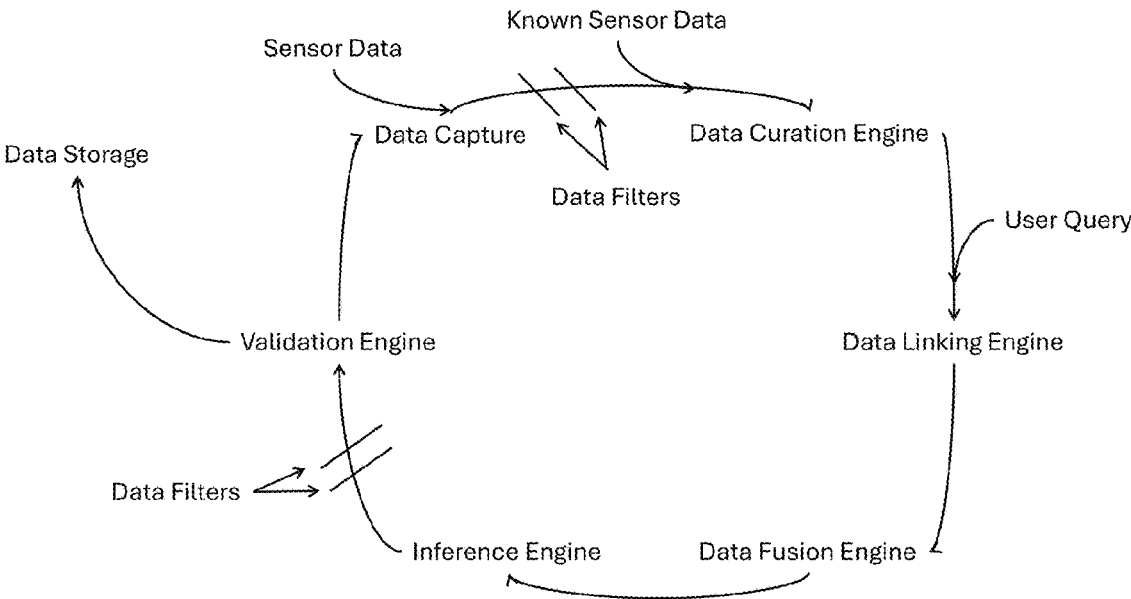 Known Sensor Data
Sensor Data
Data Capture
Data Curation Engine
Data Storage
Data Filters
User Query
Validation Engine
Data Linking Engine
Data Filters
Inference Engine
Data Fusion Engine